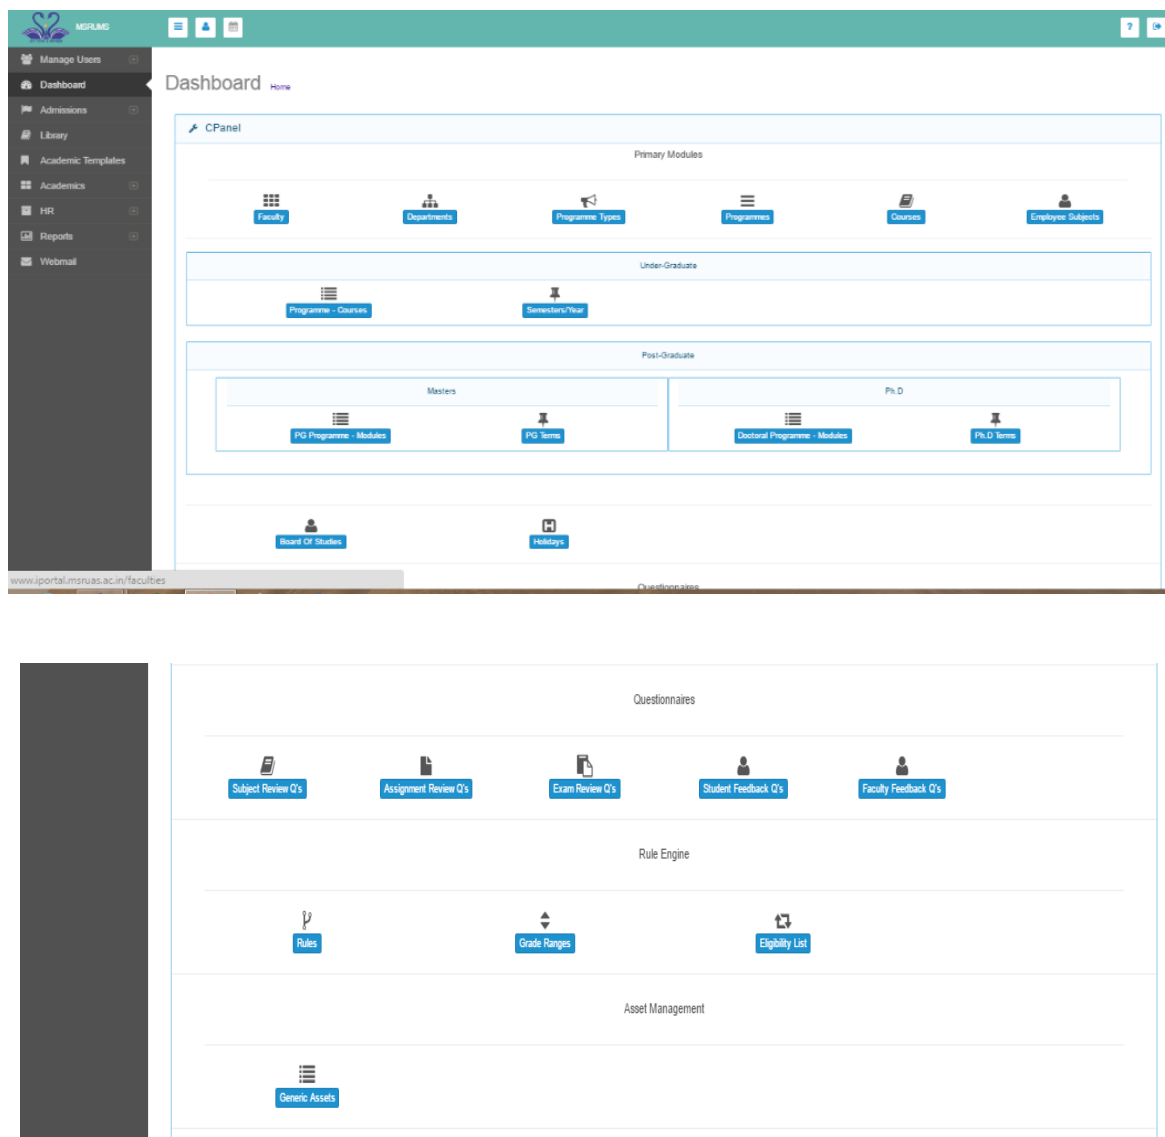 MSRUMS
?
Manage Users
Dashboard
Admissions
Library
Academic Templates
Academics
HR
Reports
Webmail
Dashboard Home
CPanel
Primary Modules
Faculty Departments Programme Types Programmes Courses Employee Subjects
Under-Graduate
Programme - Courses Semesters/Year
Post-Graduate
Masters Ph.D
PG Programme - Modules PG Terms Doctoral Programme - Modules Ph.D Terms
Board Of Studies Holidays
www.iportal.msruas.ac.in/faculties
Questionnaires
Questionnaires
Subject Review Q's Assignment Review Q's Exam Review Q's Student Feedback Q's Faculty Feedback Q's
Rule Engine
Rules Grade Ranges Eligibility List
Asset Management
Generic Assets